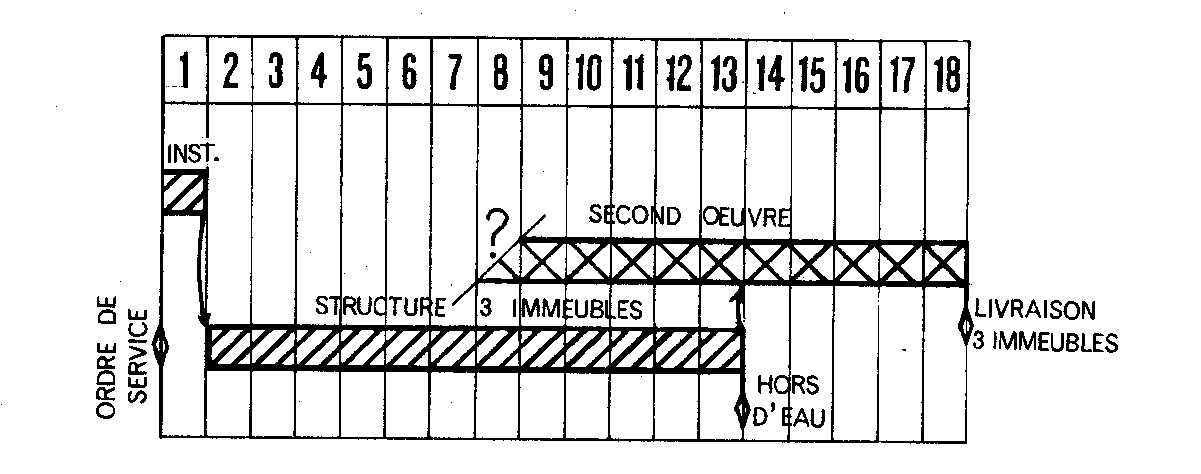 1 2 3 4 5 6 7 8 9 10 11 12 13 14 15 16 17 18
INST.
?
SECOND ŒUVRE
STRUCTURE 3 IMMEUBLES
ORDRE DE
SERVICE
LIVRAISON
3 IMMEUBLES
HORS
D'EAU